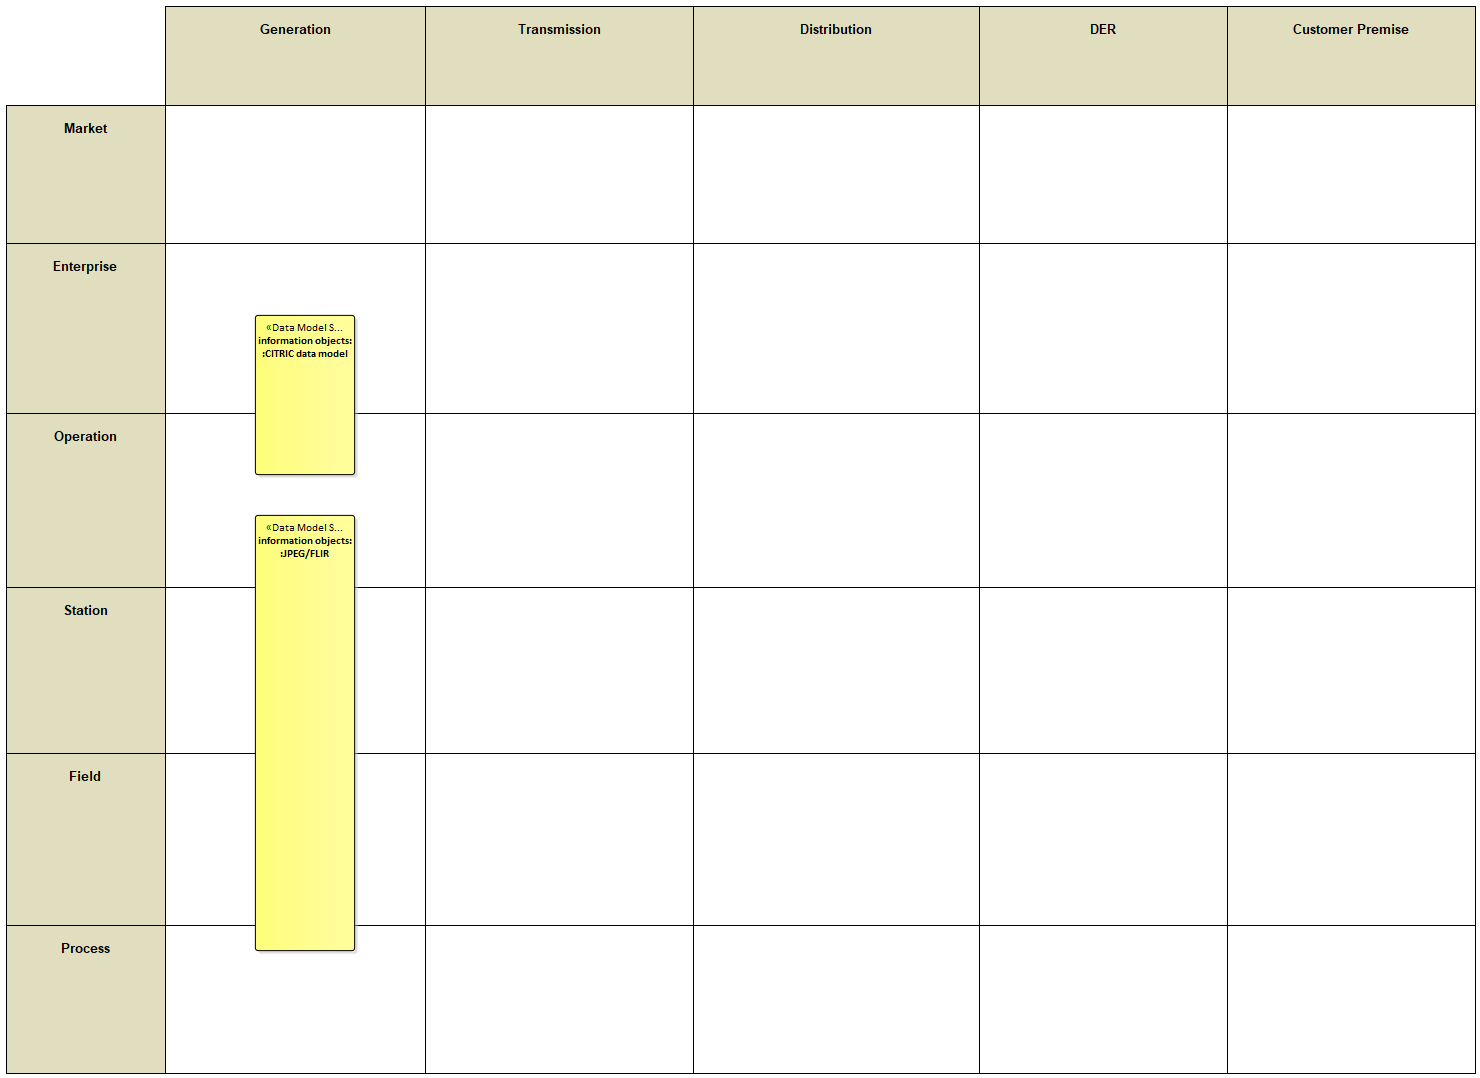 Generation
Transmission
Distribution
DER
Customer Premise
Market
Enterprise
«Data Model S...
information objects:
:CITRIC data model
Operation
«Data Model S...
information objects:
:JPEG/FLIR
Station
Field
Process